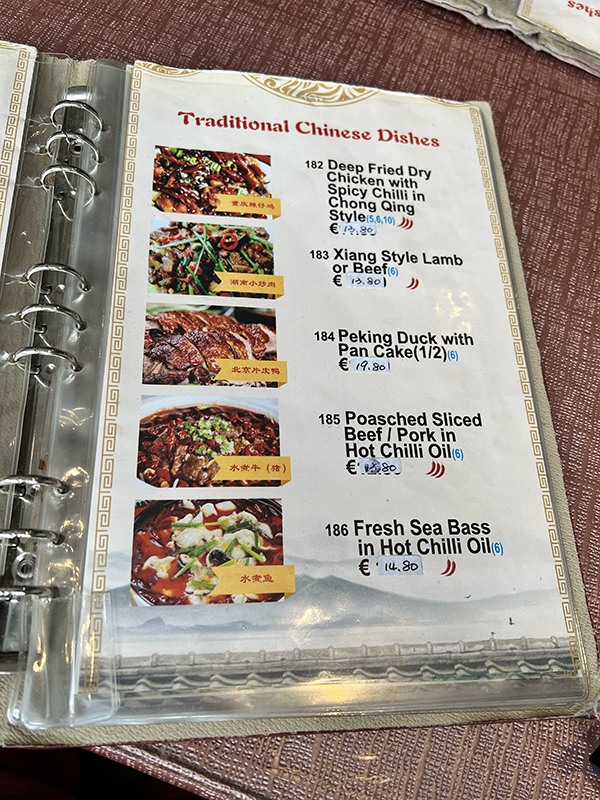 Traditional Chinese Dishes
重庆辣仔鸡
182 Deep Fried Dry
Chicken with
Spicy Chilli in
Chong Qing
Style(5,6,10)
€ 13.80
湖南小炒肉
183 Xiang Style Lamb
or Beef(6)
€ 13.80
北京片皮鸭
184 Peking Duck with
Pan Cake(1/2)(6)
€ 19.80
水煮牛（猪）
185 Poasched Sliced
Beef / Pork in
Hot Chilli Oil(6)
€ 13.80
水煮鱼
186 Fresh Sea Bass
in Hot Chilli Oil(6)
€ 14.80